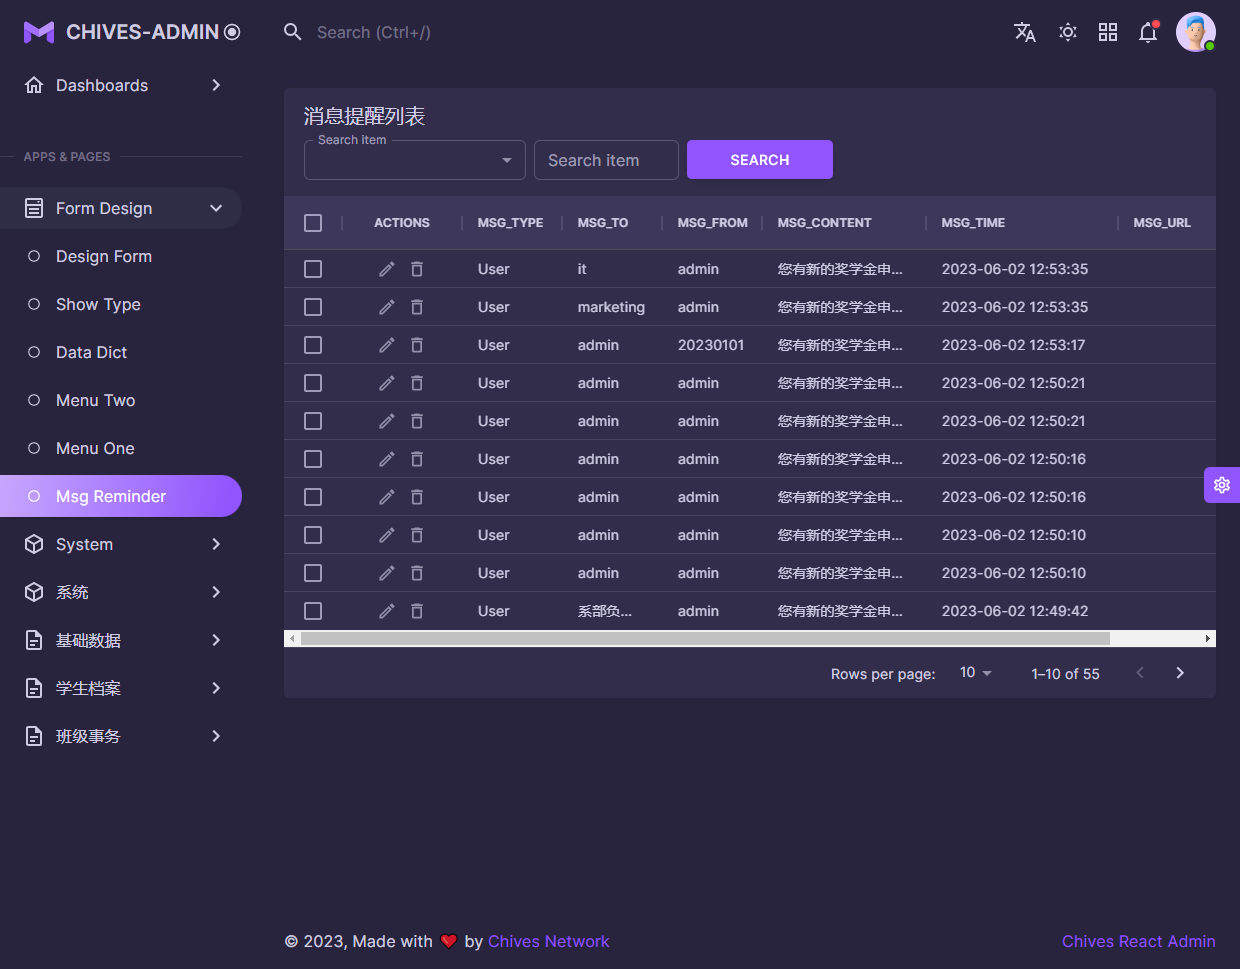 CHIVES-ADMIN
Search (Ctrl+/)
Dashboards
APPS & PAGES
Form Design
Design Form
Show Type
Data Dict
Menu Two
Menu One
Msg Reminder
System
系统
基础数据
学生档案
班级事务
消息提醒列表
Search item
Search item
SEARCH
ACTIONS MSG_TYPE MSG_TO MSG_FROM MSG_CONTENT MSG_TIME MSG_URL
User it admin 您有新的奖学金申... 2023-06-02 12:53:35
User marketing admin 您有新的奖学金申... 2023-06-02 12:53:35
User admin 20230101 您有新的奖学金申... 2023-06-02 12:53:17
User admin admin 您有新的奖学金申... 2023-06-02 12:50:21
User admin admin 您有新的奖学金申... 2023-06-02 12:50:21
User admin admin 您有新的奖学金申... 2023-06-02 12:50:16
User admin admin 您有新的奖学金申... 2023-06-02 12:50:16
User admin admin 您有新的奖学金申... 2023-06-02 12:50:10
User admin admin 您有新的奖学金申... 2023-06-02 12:50:10
User 系部负... admin 您有新的奖学金申... 2023-06-02 12:49:42
Rows per page: 10 1–10 of 55
© 2023, Made with ❤️ by Chives Network
Chives React Admin